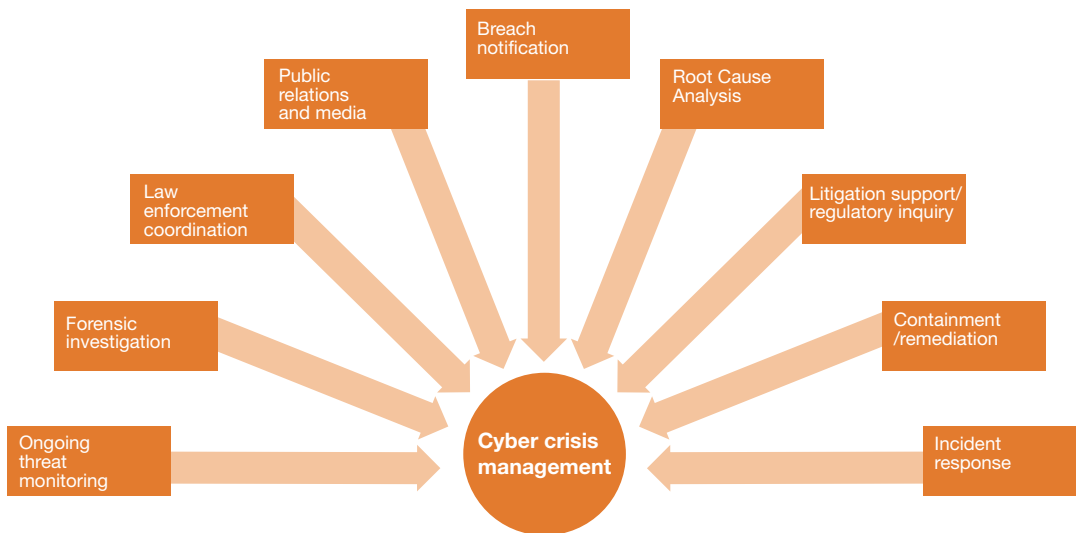 Breach
notification
Public
relations
and media
Root Cause
Analysis
Law
enforcement
coordination
Litigation support/
regulatory inquiry
Forensic
investigation
Containment
/remediation
Ongoing
threat
monitoring
Cyber crisis
management
Incident
response